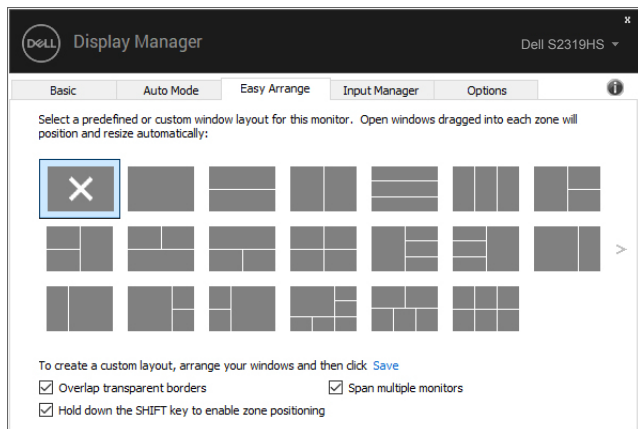 x
DELL Display Manager
Dell S2319HS
Basic Auto Mode Easy Arrange Input Manager Options i
Select a predefined or custom window layout for this monitor. Open windows dragged into each zone will
position and resize automatically:
>
To create a custom layout, arrange your windows and then click Save
Overlap transparent borders Span multiple monitors
Hold down the SHIFT key to enable zone positioning